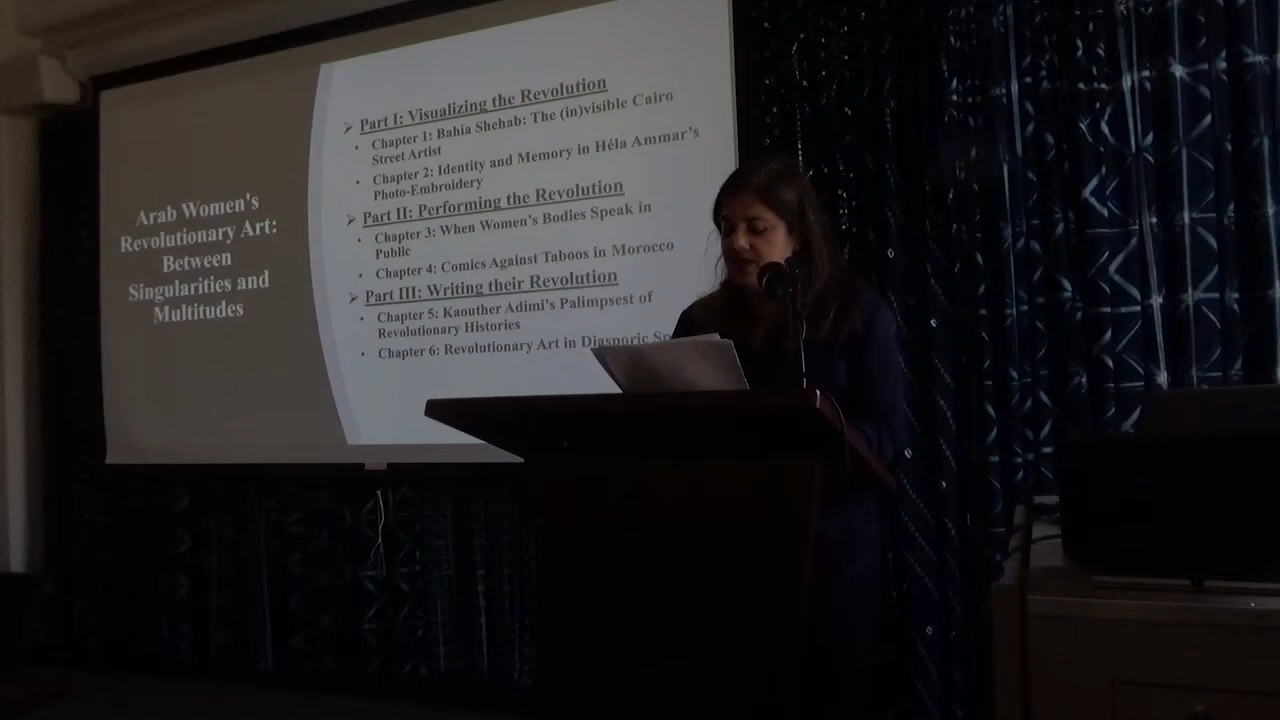 Arab Women's
Revolutionary Art:
Between
Singularities and
Multitudes
Part I: Visualizing the Revolution
Chapter 1: Bahia Shehab: The (in)visible Cairo
Street Artist
Chapter 2: Identity and Memory in Héla Ammar's
Photo-Embroidery
Part II: Performing the Revolution
Chapter 3: When Women's Bodies Speak in
Public
Chapter 4: Comics Against Taboos in Morocco
Part III: Writing their Revolution
Chapter 5: Kaouther Adimi's Palimpsest of
Revolutionary Histories
Chapter 6: Revolutionary Art in Diasporic